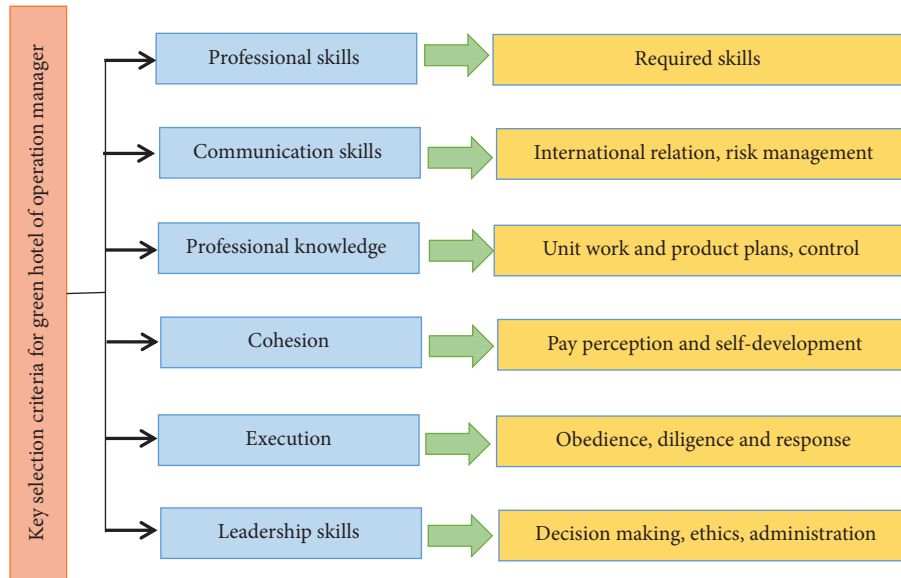 Key selection criteria for green hotel of operation manager
Professional skills
Required skills
Communication skills
International relation, risk management
Professional knowledge
Unit work and product plans, control
Cohesion
Pay perception and self-development
Execution
Obedience, diligence and response
Leadership skills
Decision making, ethics, administration